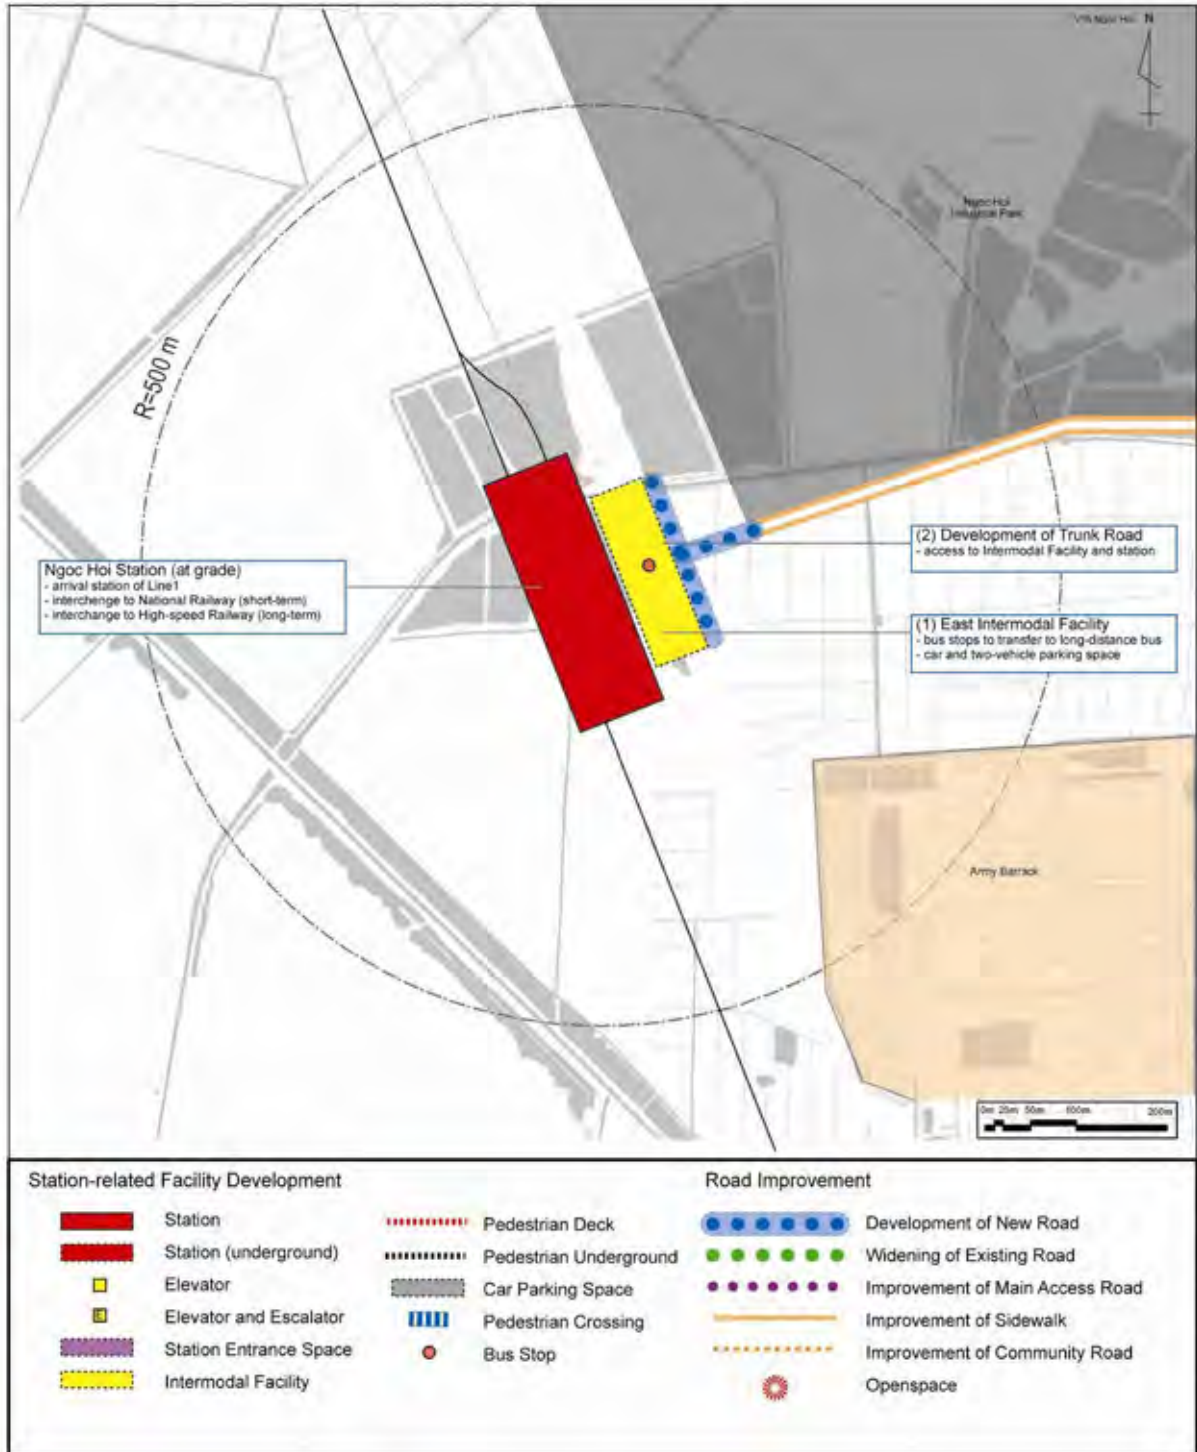 N
Ngoc Hoi
Industrial Park
R=500 m
(2) Development of Trunk Road
- access to Intermodal Facility and station
Ngoc Hoi Station (at grade)
- arrival station of Line1
- interchenge to National Railway (short-term)
- interchange to High-speed Railway (long-term)
(1) East Intermodal Facility
- bus stops to transfer to long-distance bus
- car and two-vehicle parking space
Army Barrack
0m 25m 50m 100m 200m
Station-related Facility Development
Station
Station (underground)
Elevator
E
Elevator and Escalator
Station Entrance Space
Intermodal Facility
Pedestrian Deck
Pedestrian Underground
Car Parking Space
Pedestrian Crossing
Bus Stop
Road Improvement
Development of New Road
Widening of Existing Road
Improvement of Main Access Road
Improvement of Sidewalk
Improvement of Community Road
Openspace